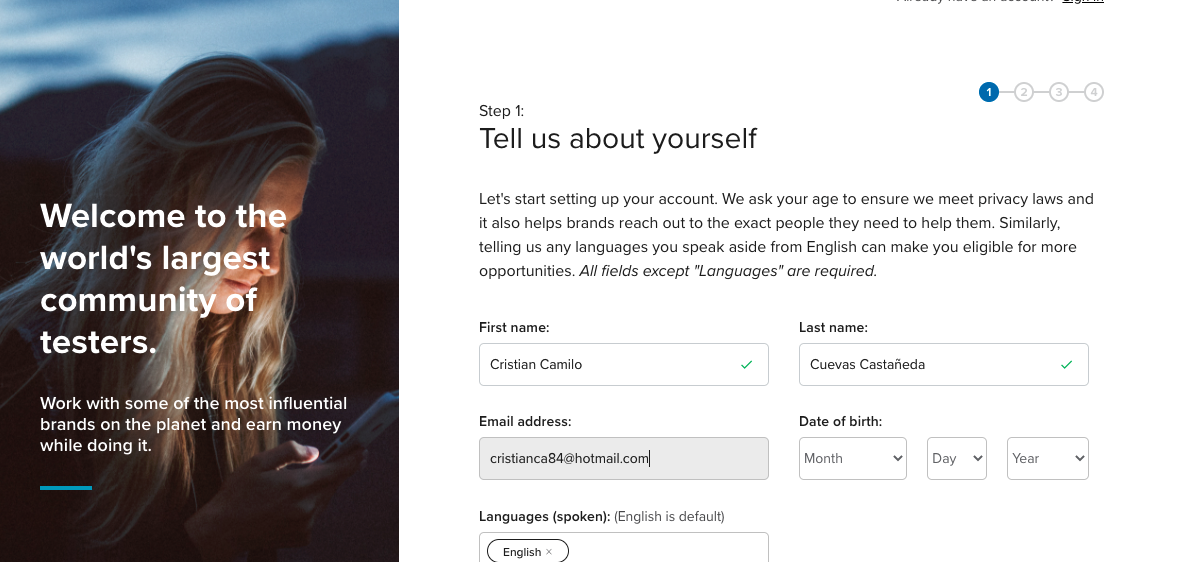 Already have an account? Sign in
1 2 3 4
Step 1:
Tell us about yourself
Let's start setting up your account. We ask your age to ensure we meet privacy laws and
it also helps brands reach out to the exact people they need to help them. Similarly,
telling us any languages you speak aside from English can make you eligible for more
opportunities. All fields except "Languages" are required.
Welcome to the
world's largest
community of
testers.
Work with some of the most influential
brands on the planet and earn money
while doing it.
First name:
Last name:
Cristian Camilo
Cuevas Castañeda
Email address:
Date of birth:
cristianca84@hotmail.com
Month Day Year
Languages (spoken): (English is default)
English ×